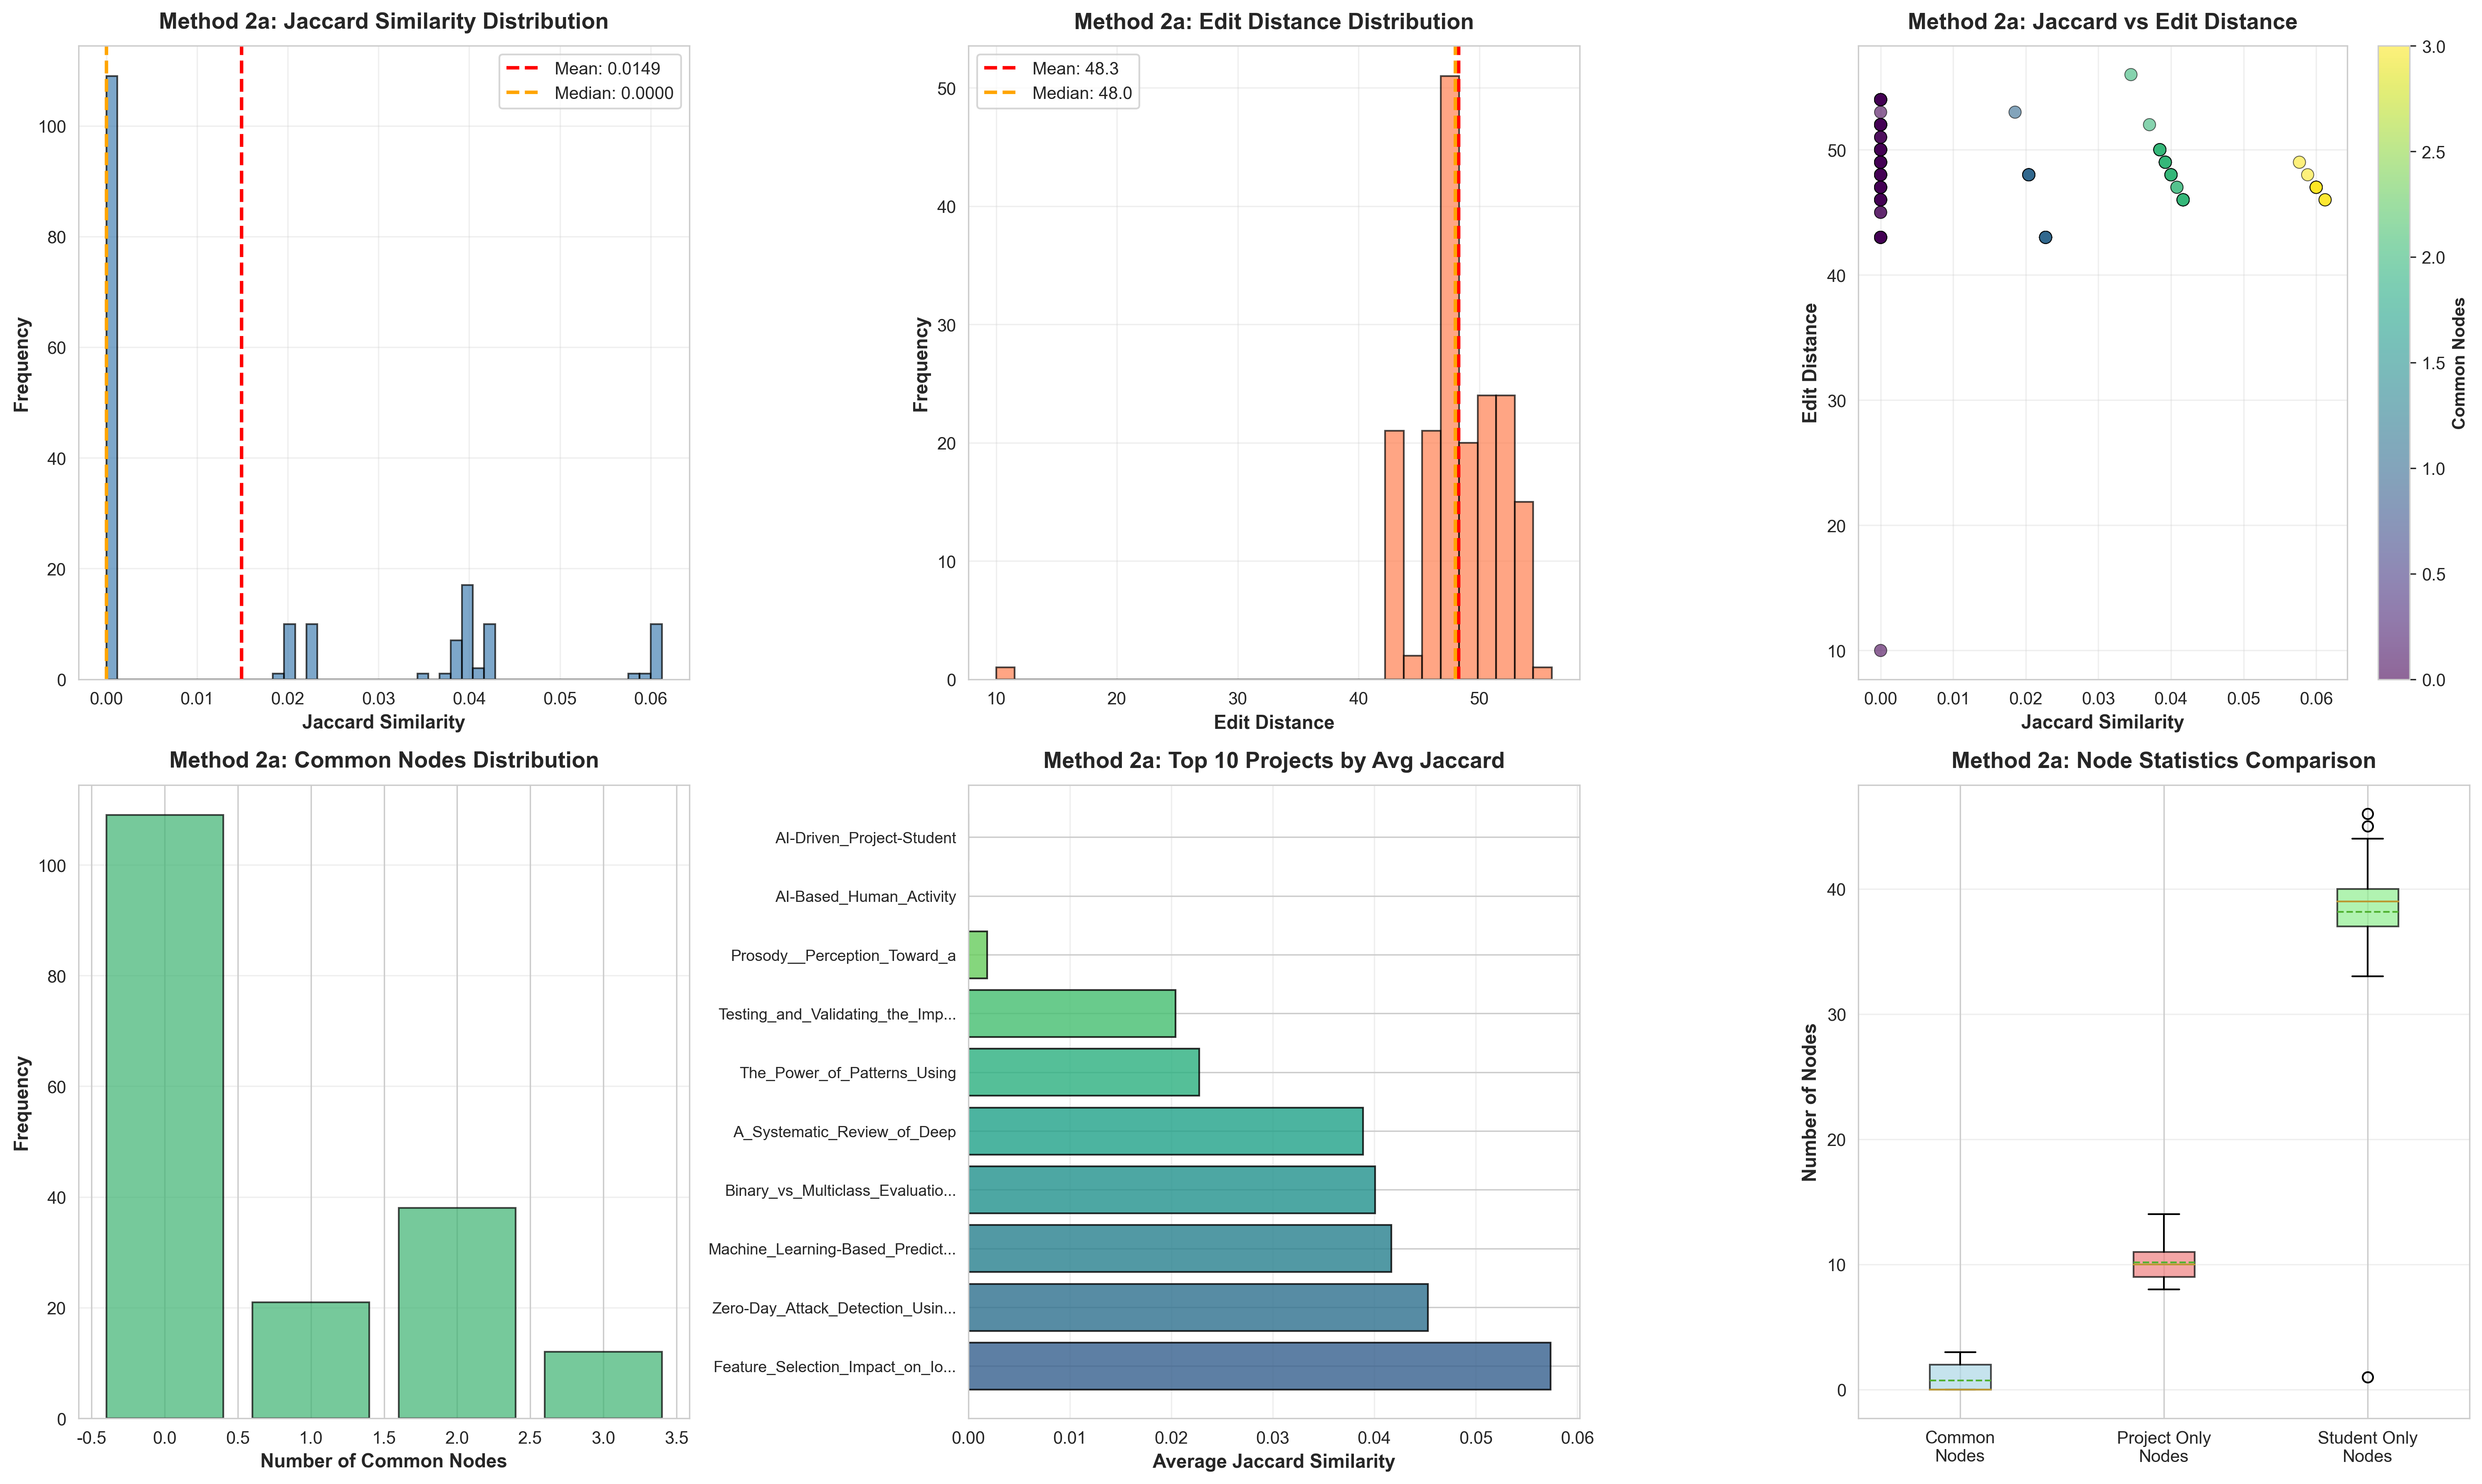 Method 2a: Jaccard Similarity Distribution
Mean: 0.0149
Median: 0.0000
Frequency
100
80
60
40
20
0
0.00 0.01 0.02 0.03 0.04 0.05 0.06
Jaccard Similarity
Method 2a: Edit Distance Distribution
Mean: 48.3
Median: 48.0
Frequency
50
40
30
20
10
0
10 20 30 40 50
Edit Distance
Method 2a: Jaccard vs Edit Distance
Edit Distance
50
40
30
20
10
0.00 0.01 0.02 0.03 0.04 0.05 0.06
Jaccard Similarity
3.0
2.5
2.0
1.5
1.0
0.5
0.0
Common Nodes
Method 2a: Common Nodes Distribution
Frequency
100
80
60
40
20
0
-0.5 0.0 0.5 1.0 1.5 2.0 2.5 3.0 3.5
Number of Common Nodes
Method 2a: Top 10 Projects by Avg Jaccard
AI-Driven_Project-Student
AI-Based_Human_Activity
Prosody__Perception_Toward_a
Testing_and_Validating_the_Imp...
The_Power_of_Patterns_Using
A_Systematic_Review_of_Deep
Binary_vs_Multiclass_Evaluatio...
Machine_Learning-Based_Predict...
Zero-Day_Attack_Detection_Usin...
Feature_Selection_Impact_on_Io...
0.00 0.01 0.02 0.03 0.04 0.05 0.06
Average Jaccard Similarity
Method 2a: Node Statistics Comparison
Number of Nodes
40
30
20
10
0
Common
Nodes
Project Only
Nodes
Student Only
Nodes